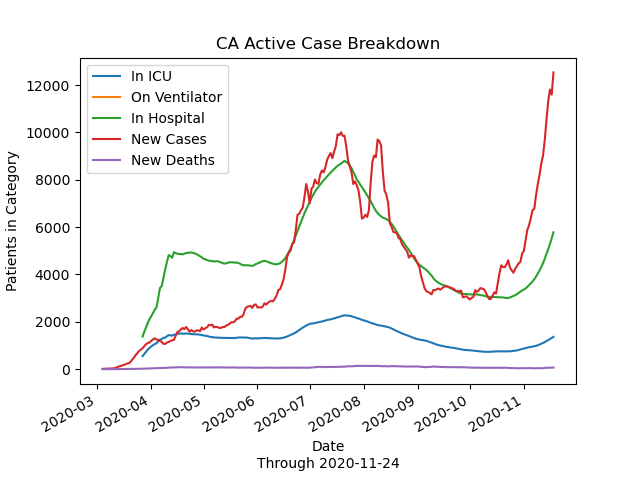 CA Active Case Breakdown
In ICU
On Ventilator
In Hospital
New Cases
New Deaths
Patients in Category
12000
10000
8000
6000
4000
2000
0
2020-03
2020-04
2020-05
2020-06
2020-07
2020-08
2020-09
2020-10
2020-11
Date
Through 2020-11-24